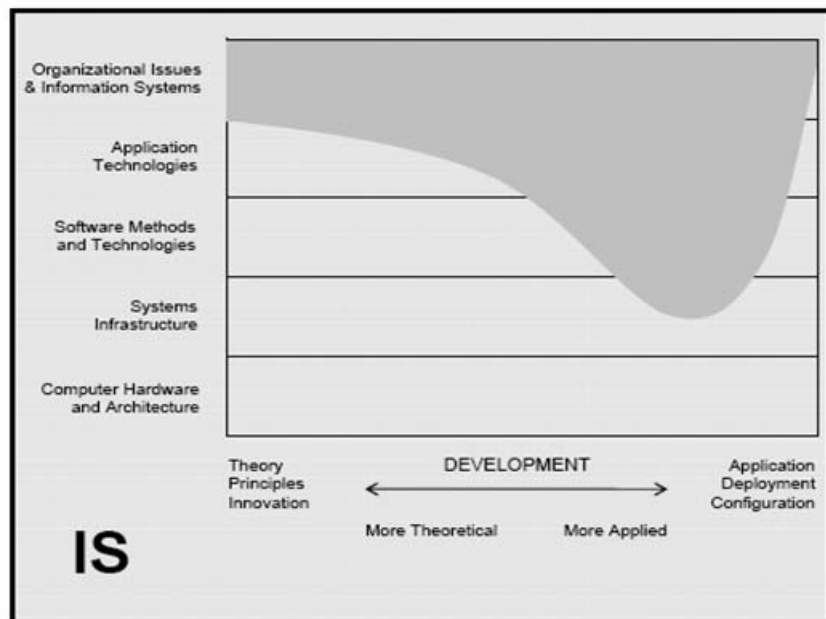 Organizational Issues
& Information Systems
Application
Technologies
Software Methods
and Technologies
Systems
Infrastructure
Computer Hardware
and Architecture
Theory
Principles
Innovation
DEVELOPMENT
More Theoretical
More Applied
Application
Deployment
Configuration
IS